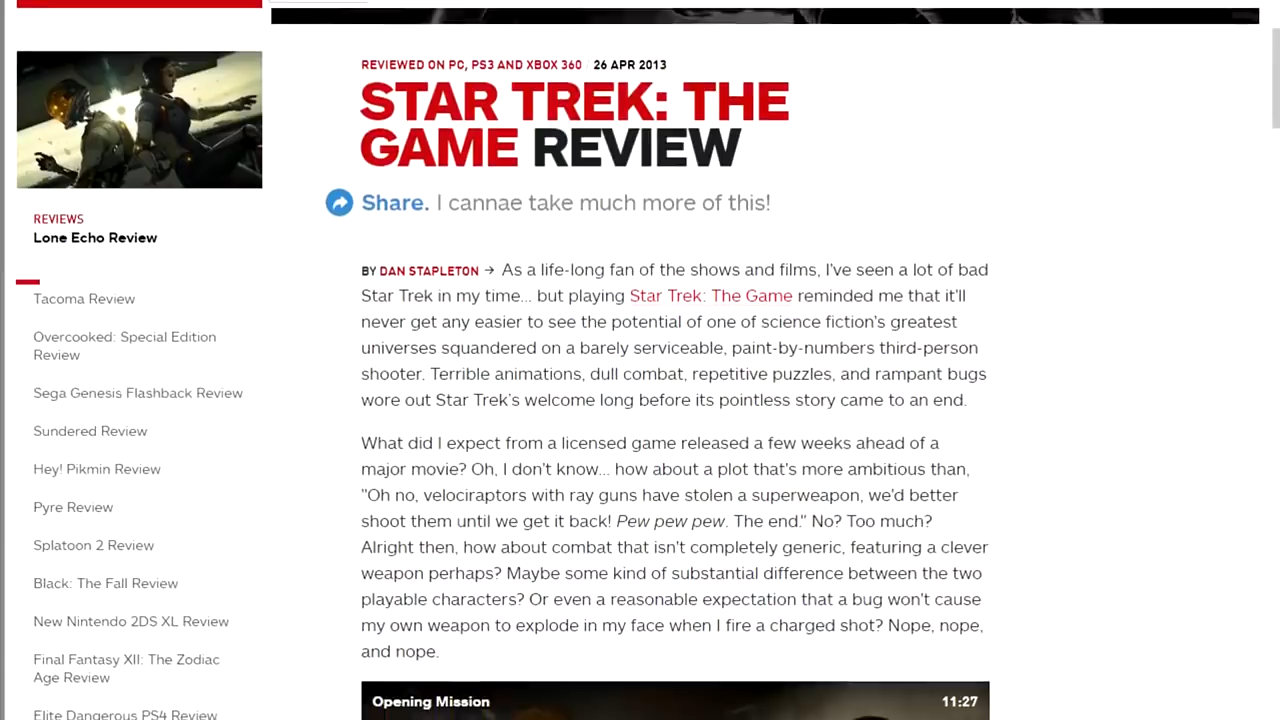 REVIEWS
Lone Echo Review
Tacoma Review
Overcooked: Special Edition
Review
Sega Genesis Flashback Review
Sundered Review
Hey! Pikmin Review
Pyre Review
Splatoon 2 Review
Black: The Fall Review
New Nintendo 2DS XL Review
Final Fantasy XII: The Zodiac
Age Review
Elite Dangerous PS4 Review
REVIEWED ON PC, PS3 AND XBOX 360 26 APR 2013
STAR TREK: THE
GAME REVIEW
Share. I cannae take much more of this!
BY DAN STAPLETON → As a life-long fan of the shows and films, I've seen a lot of bad
Star Trek in my time... but playing Star Trek: The Game reminded me that it'll
never get any easier to see the potential of one of science fiction's greatest
universes squandered on a barely serviceable, paint-by-numbers third-person
shooter. Terrible animations, dull combat, repetitive puzzles, and rampant bugs
wore out Star Trek`s welcome long before its pointless story came to an end.
What did I expect from a licensed game released a few weeks ahead of a
major movie? Oh, I don't know... how about a plot that's more ambitious than,
"Oh no, velociraptors with ray guns have stolen a superweapon, we'd better
shoot them until we get it back! Pew pew pew. The end." No? Too much?
Alright then, how about combat that isn't completely generic, featuring a clever
weapon perhaps? Maybe some kind of substantial difference between the two
playable characters? Or even a reasonable expectation that a bug won't cause
my own weapon to explode in my face when I fire a charged shot? Nope, nope,
and nope.
Opening Mission 11:27